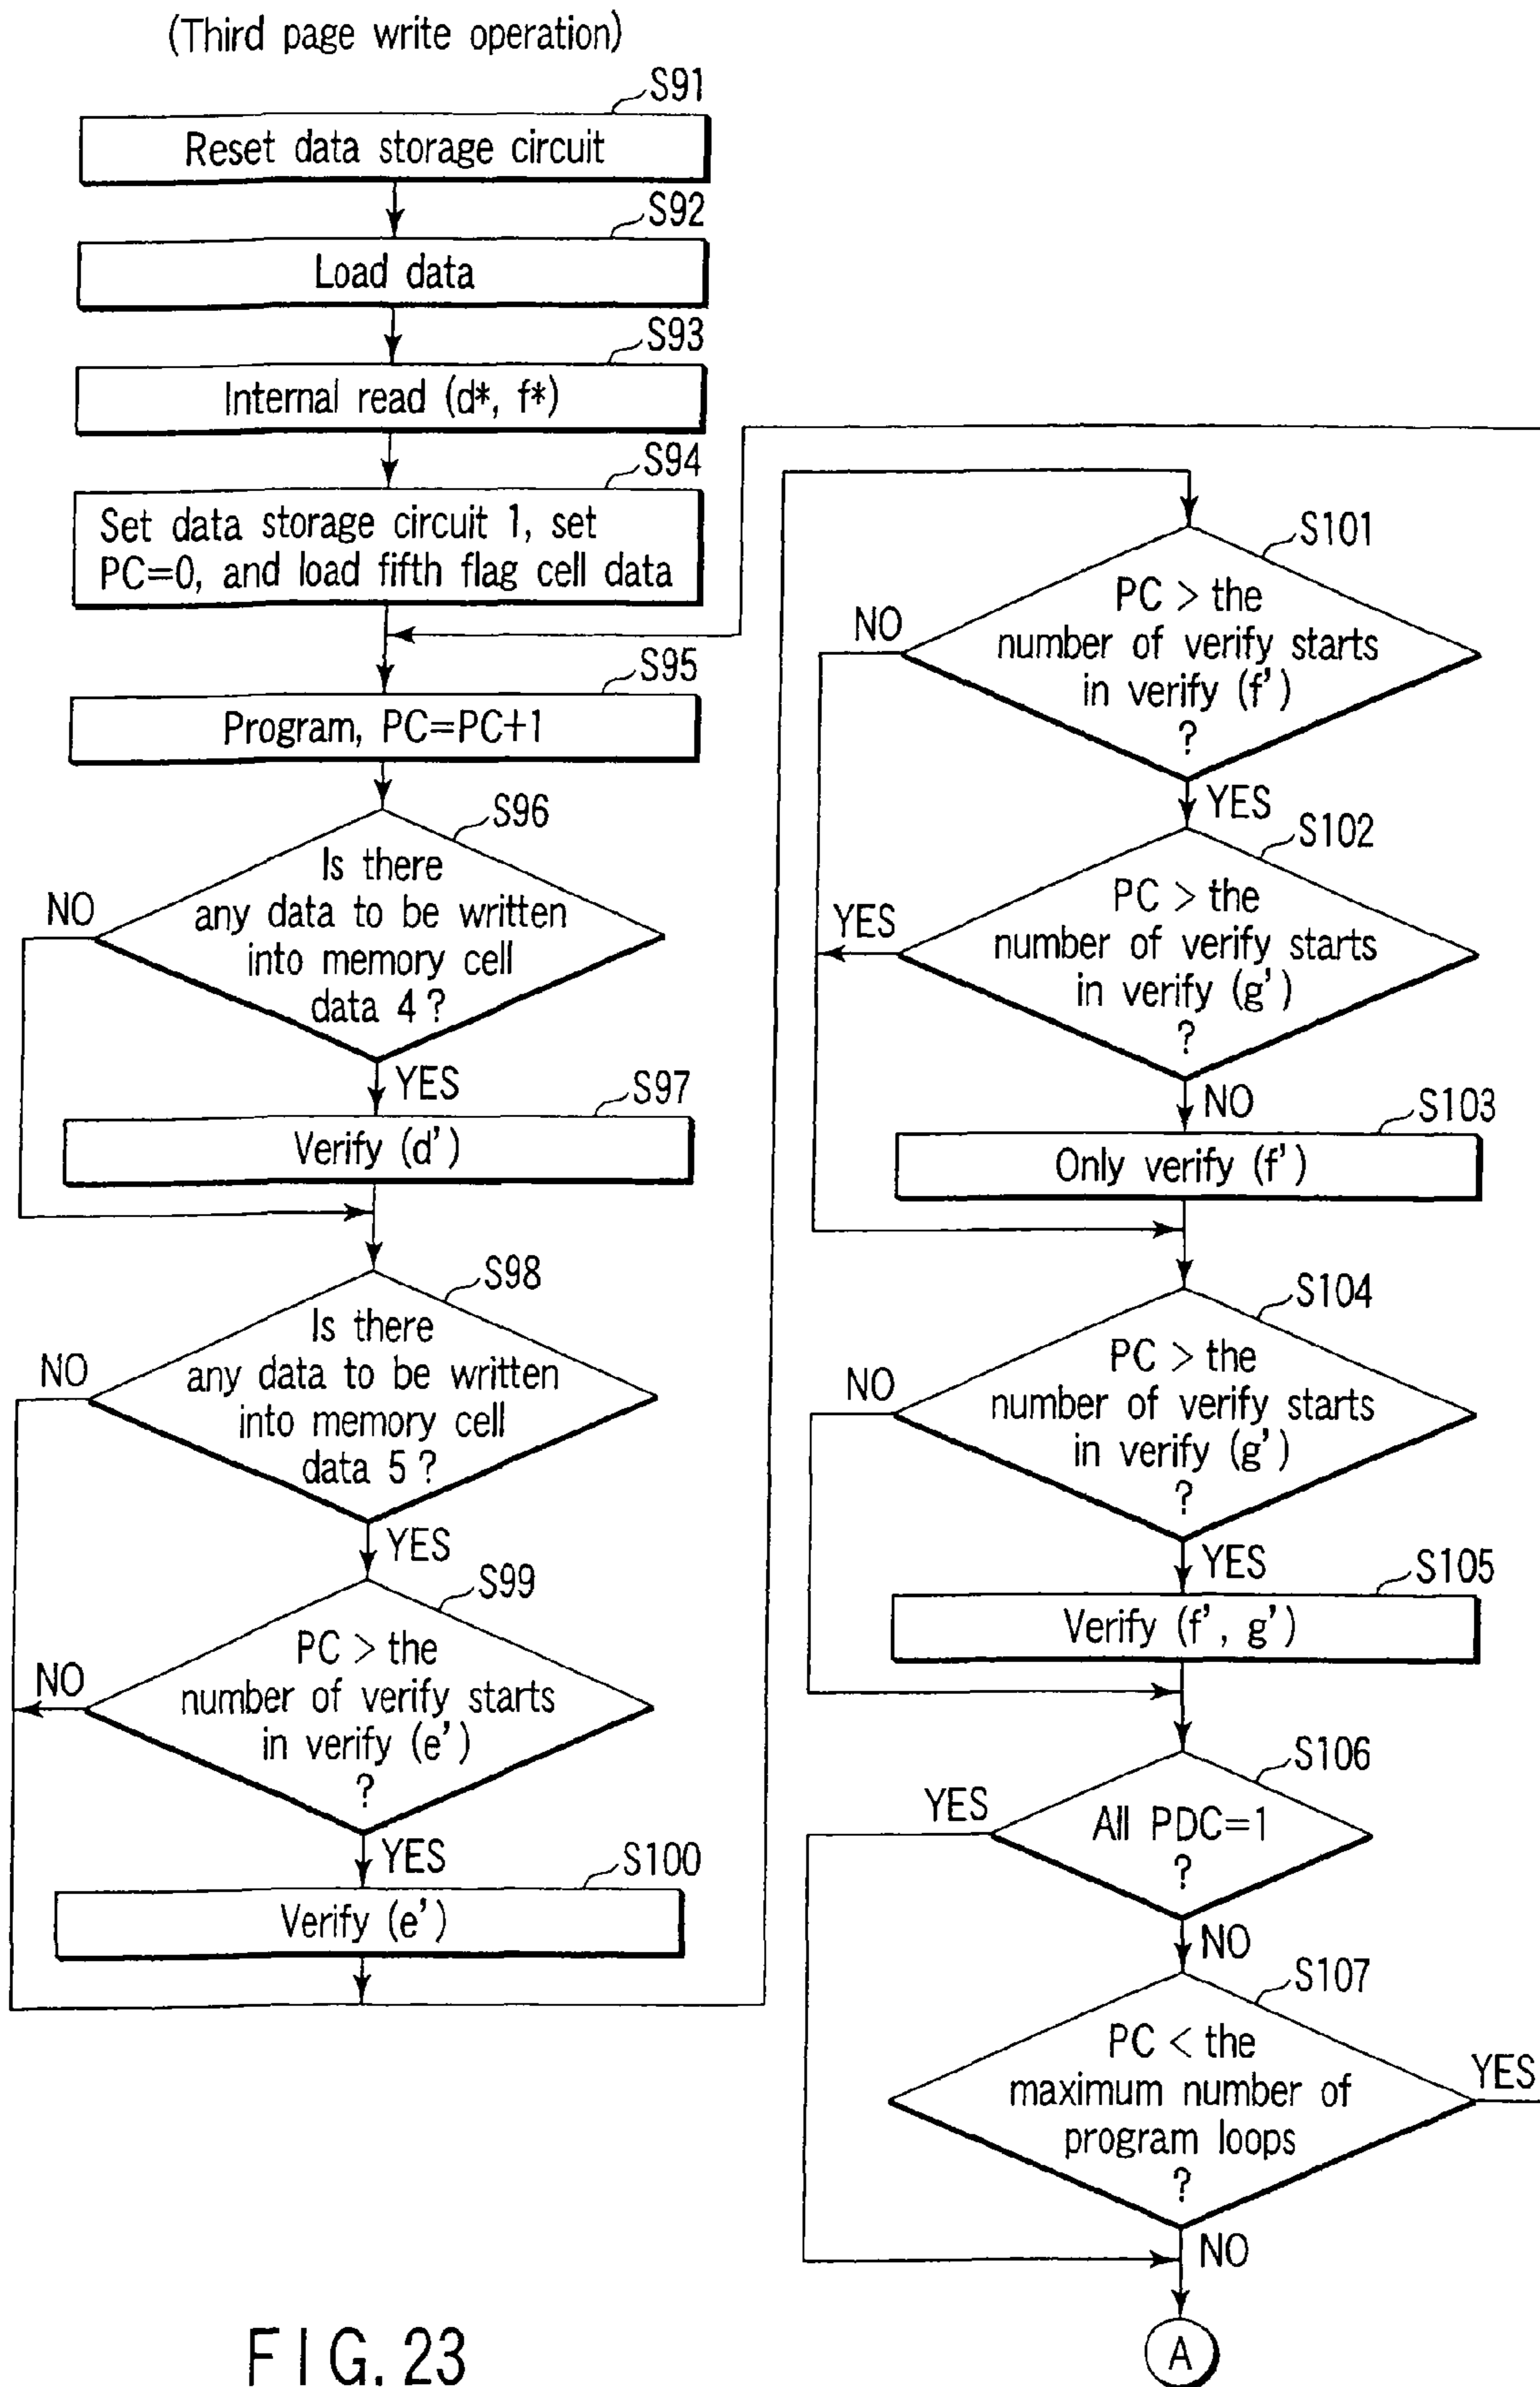 (Third page write operation)
S91
Reset data storage circuit
S92
Load data
S93
Internal read (d*, f*)
S94
Set data storage circuit 1, set
PC=0, and load fifth flag cell data
S95
Program, PC=PC+1
S96
Is there
any data to be written
into memory cell
data 4 ?
NO
YES
S97
Verify (d')
S98
Is there
any data to be written
into memory cell
data 5 ?
NO
YES
S99
PC > the
number of verify starts
in verify (e')
?
NO
YES
S100
Verify (e')
S101
PC > the
number of verify starts
in verify (f')
?
NO
YES
S102
PC > the
number of verify starts
in verify (g')
?
YES
NO
S103
Only verify (f')
S104
PC > the
number of verify starts
in verify (g')
?
NO
YES
S105
Verify (f', g')
S106
All PDC=1
?
YES
NO
S107
PC < the
maximum number of
program loops
?
YES
NO
A
FIG. 23